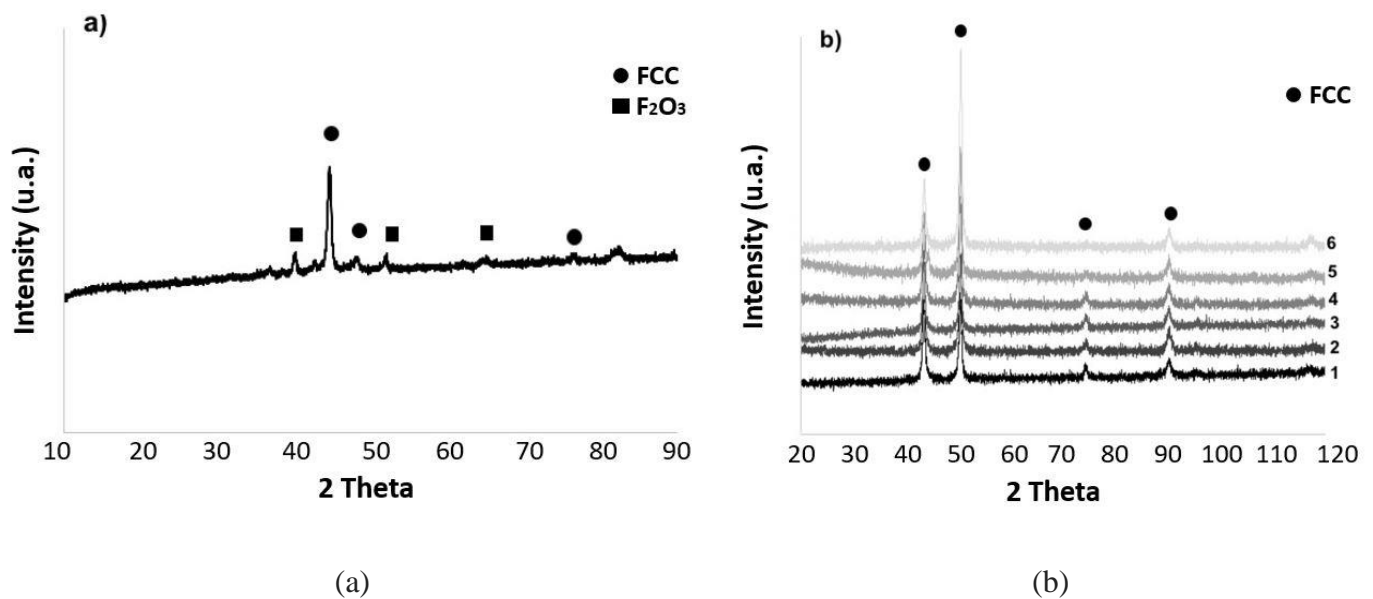 a)
● FCC
■ F₂O₃
Intensity (u.a.)
10 20 30 40 50 60 70 80 90
2 Theta
(a)
b)
● FCC
Intensity (u.a.)
6
5
4
3
2
1
20 30 40 50 60 70 80 90 100 110 120
2 Theta
(b)